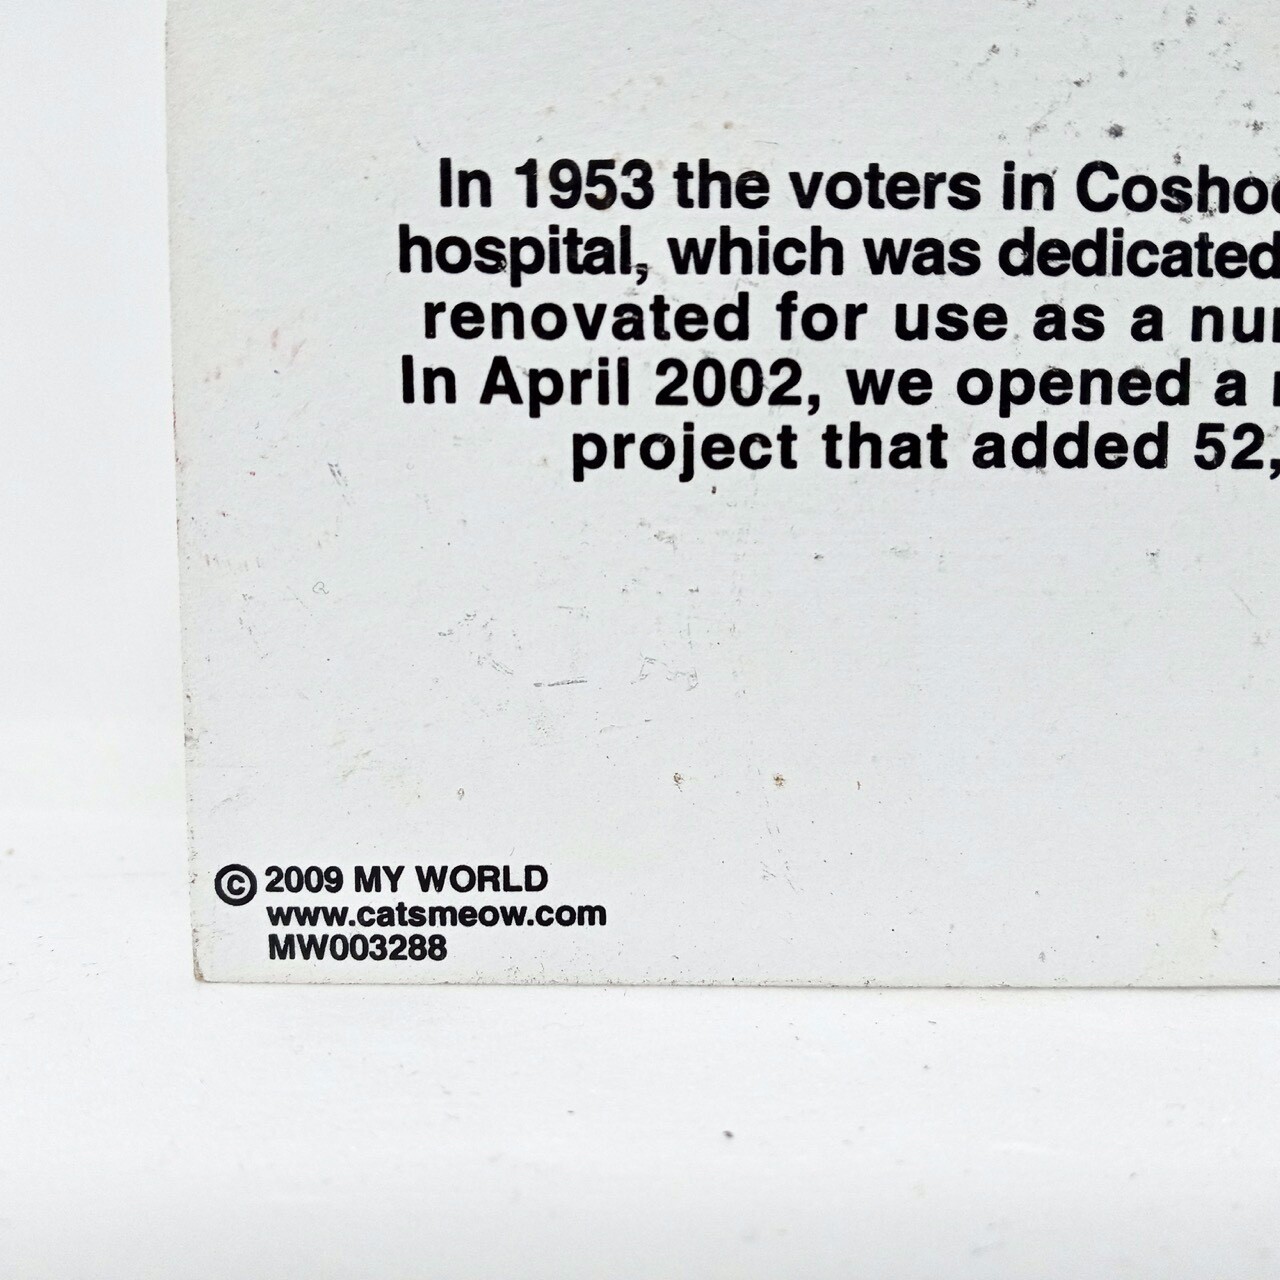 In 1953 the voters in Cosho
hospital, which was dedicated
renovated for use as a nu
In April 2002, we opened a
project that added 52,
© 2009 MY WORLD
www.catsmeow.com
MW003288